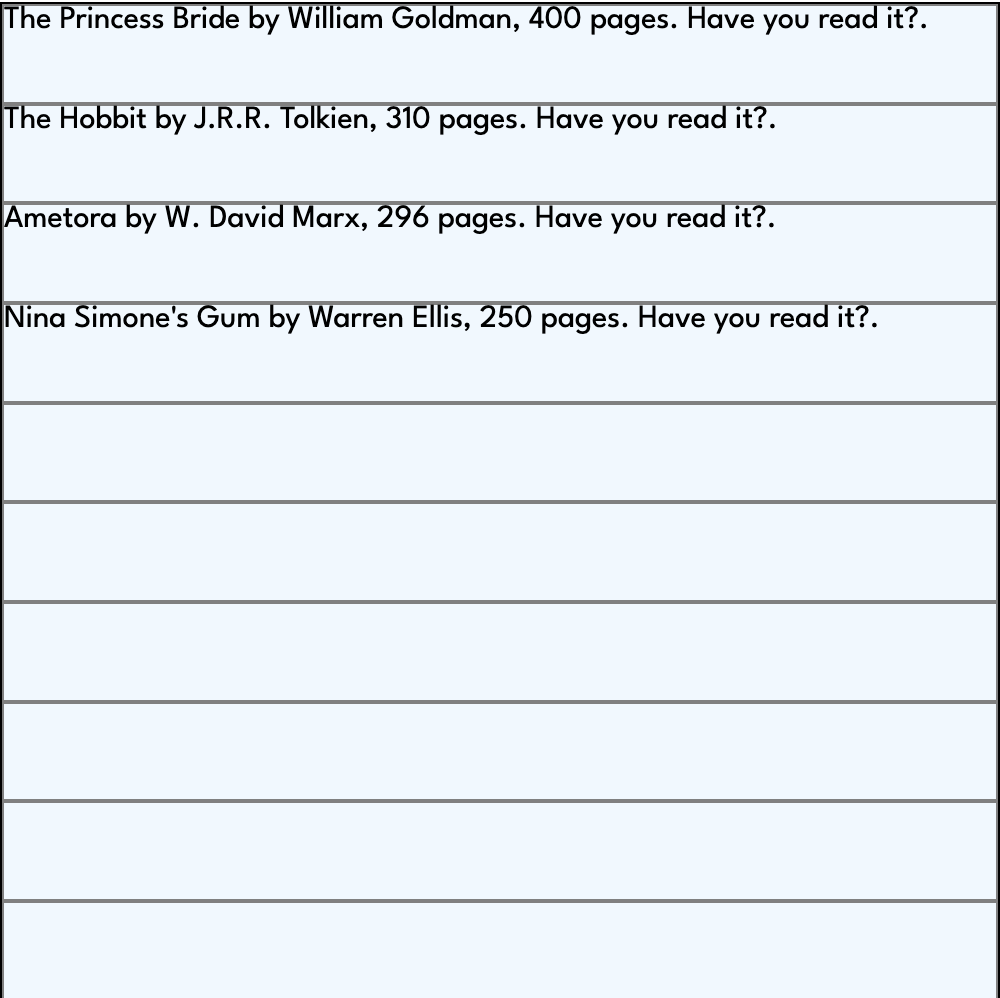 The Princess Bride by William Goldman, 400 pages. Have you read it?.
The Hobbit by J.R.R. Tolkien, 310 pages. Have you read it?.
Ametora by W. David Marx, 296 pages. Have you read it?.
Nina Simone's Gum by Warren Ellis, 250 pages. Have you read it?.